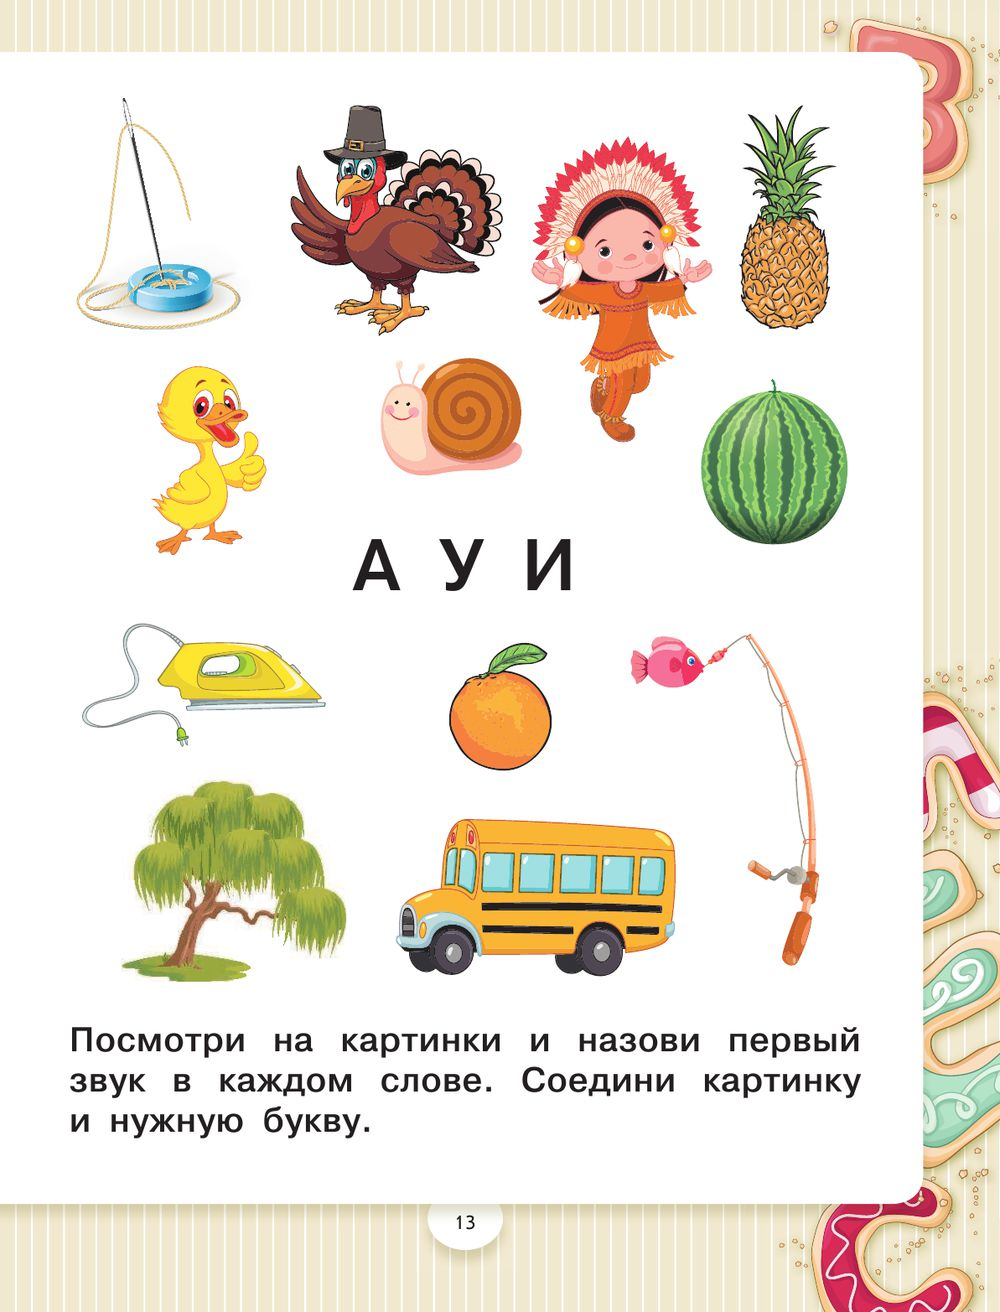 А У И
Посмотри на картинки и назови первый
звук в каждом слове. Соедини картинку
и нужную букву.
13